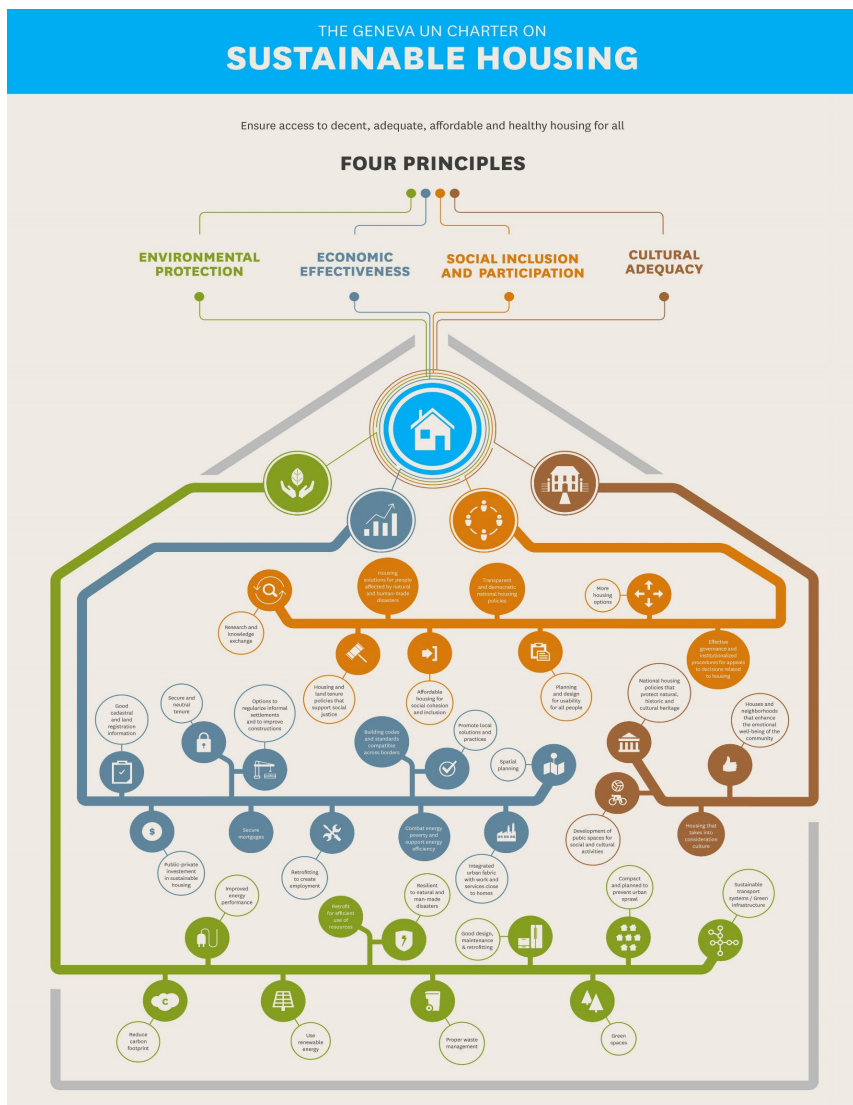 THE GENEVA UN CHARTER ON
SUSTAINABLE HOUSING
Ensure access to decent, adequate, affordable and healthy housing for all
FOUR PRINCIPLES
ENVIRONMENTAL
PROTECTION
ECONOMIC
EFFECTIVENESS
SOCIAL INCLUSION
AND PARTICIPATION
CULTURAL
ADEQUACY
Research and
knowledge
exchange
Housing
solutions for people
affected by natural
and human-made
disasters
Transparent
and democratic
national housing
policies
More
housing
options
Housing and
land tenure
policies that
support social
justice
Affordable
housing for
social cohesion
and inclusion
Planning
and design
for usability
for all people
Effective
governance and
institutionalized
procedures for appeals
to decisions related
to housing
Good
cadastral
and land
registration
information
Secure and
neutral
tenure
Options to
regularize informal
settlements
and to improve
constructions
Building codes
and standards
compatible
across borders
Promote local
solutions and
practices
Spatial
planning
National housing
policies that
protect natural,
historic and
cultural heritage
Houses and
neighborhoods
that enhance
the emotional
well-being of the
community
$
Public-private
investement
in sustainable
housing
Secure
mortgages
Retrofitting
to create
employment
Combat energy
poverty and
support energy
efficiency
Integrated
urban fabric
with work and
services close
to homes
Development of
pubic spaces for
social and cultural
activities
Housing that
takes into
consideration
culture
Improved
energy
performance
Retrofit
for efficient
use of
resources
Resilient
to natural and
man-made
disasters
Good design,
maintenance
& retrofitting
Compact
and planned to
prevent urban
sprawl
Sustainable
transport
systems / Green
infrastructure
C
Reduce
carbon
footprint
Use
renewable
energy
Proper waste
management
Green
spaces